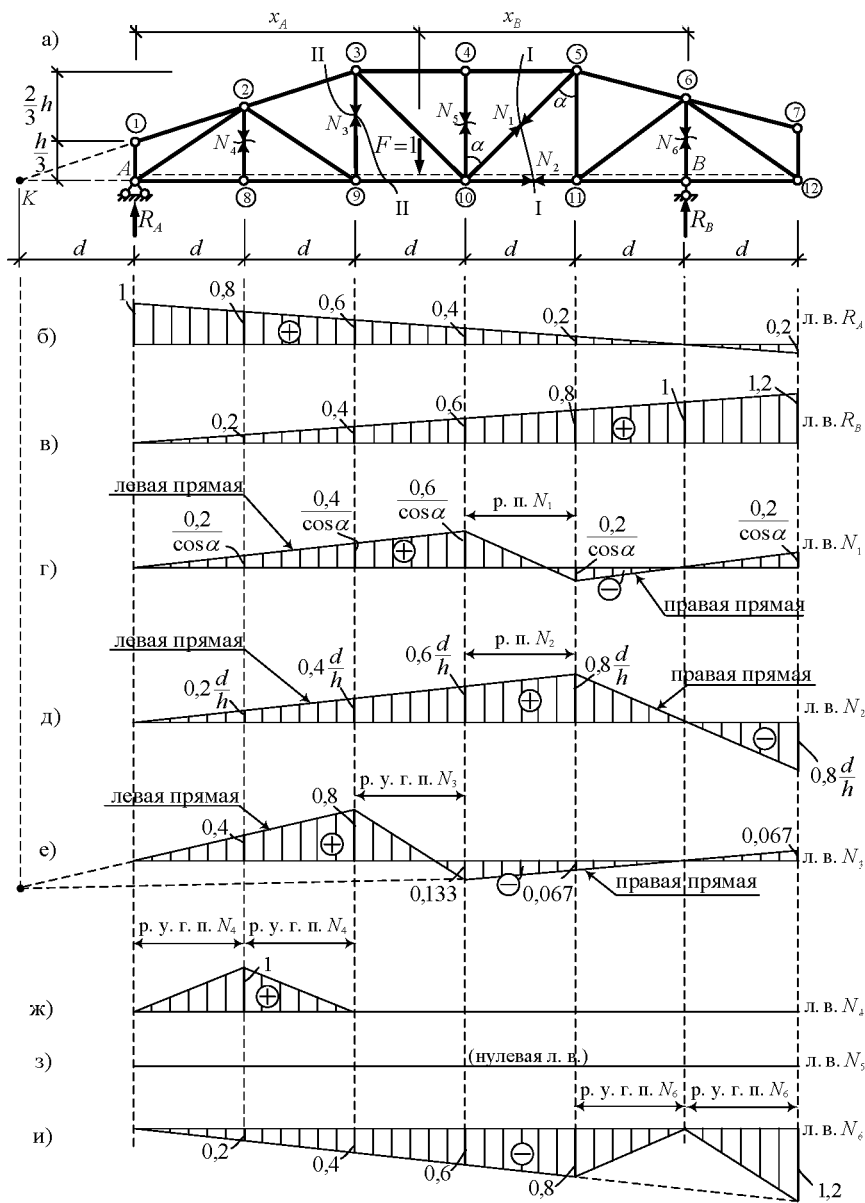 а)
x_A
x_B
2/3 h
h/3
1
2
3
4
5
6
7
8
9
10
11
12
II
II
I
I
N_4
N_3
N_5
N_1
N_2
N_6
F=1
α
α
A
B
K
R_A
R_B
d d d d d d d
б)
1
0,8
0,6
0,4
0,2
0,2
+
л. в. R_A
в)
0,2
0,4
0,6
0,8
1
1,2
+
л. в. R_B
г)
левая прямая
0,2/cosα
0,4/cosα
0,6/cosα
р. п. N_1
0,2/cosα
0,2/cosα
+
−
правая прямая
л. в. N_1
д)
левая прямая
0,2 d/h
0,4 d/h
0,6 d/h
р. п. N_2
0,8 d/h
правая прямая
+
−
0,8 d/h
л. в. N_2
е)
левая прямая
р. у. г. п. N_3
0,4
0,8
+
0,133
−
0,067
правая прямая
0,067
л. в. N_3
ж)
р. у. г. п. N_4
р. у. г. п. N_4
1
+
л. в. N_4
з)
(нулевая л. в.)
л. в. N_5
и)
р. у. г. п. N_6
р. у. г. п. N_6
0,2
0,4
0,6
−
0,8
1,2
л. в. N_6